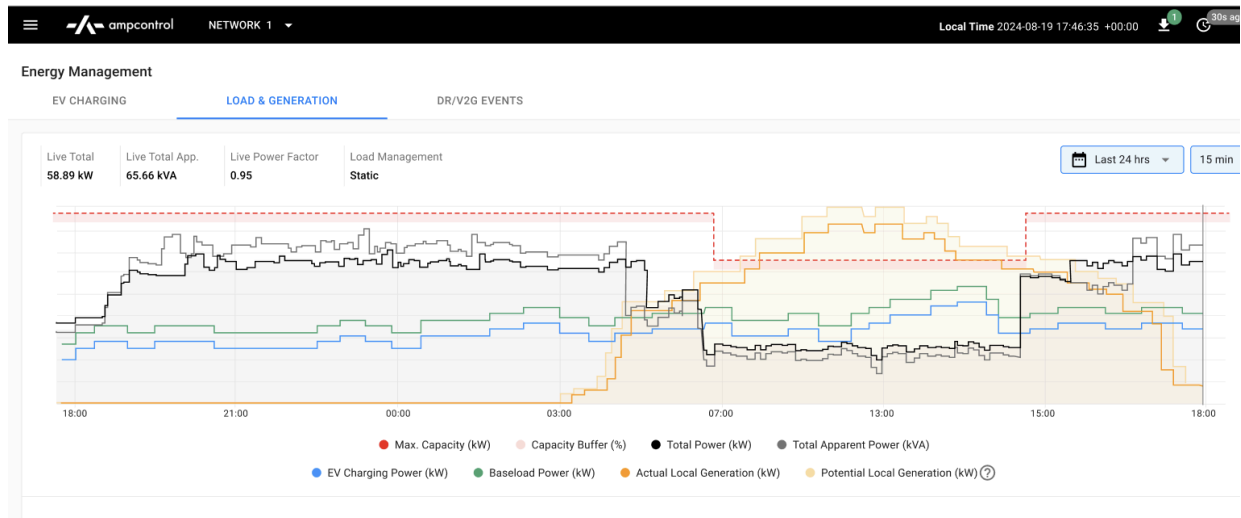 ampcontrol NETWORK 1 Local Time 2024-08-19 17:46:35 +00:00 1 30s ag
Energy Management
EV CHARGING LOAD & GENERATION DR/V2G EVENTS
Live Total Live Total App. Live Power Factor Load Management
58.89 kW 65.66 kVA 0.95 Static
Last 24 hrs 15 min
18:00 21:00 00:00 03:00 07:00 13:00 15:00 18:00
Max. Capacity (kW) Capacity Buffer (%) Total Power (kW) Total Apparent Power (kVA)
EV Charging Power (kW) Baseload Power (kW) Actual Local Generation (kW) Potential Local Generation (kW) ?